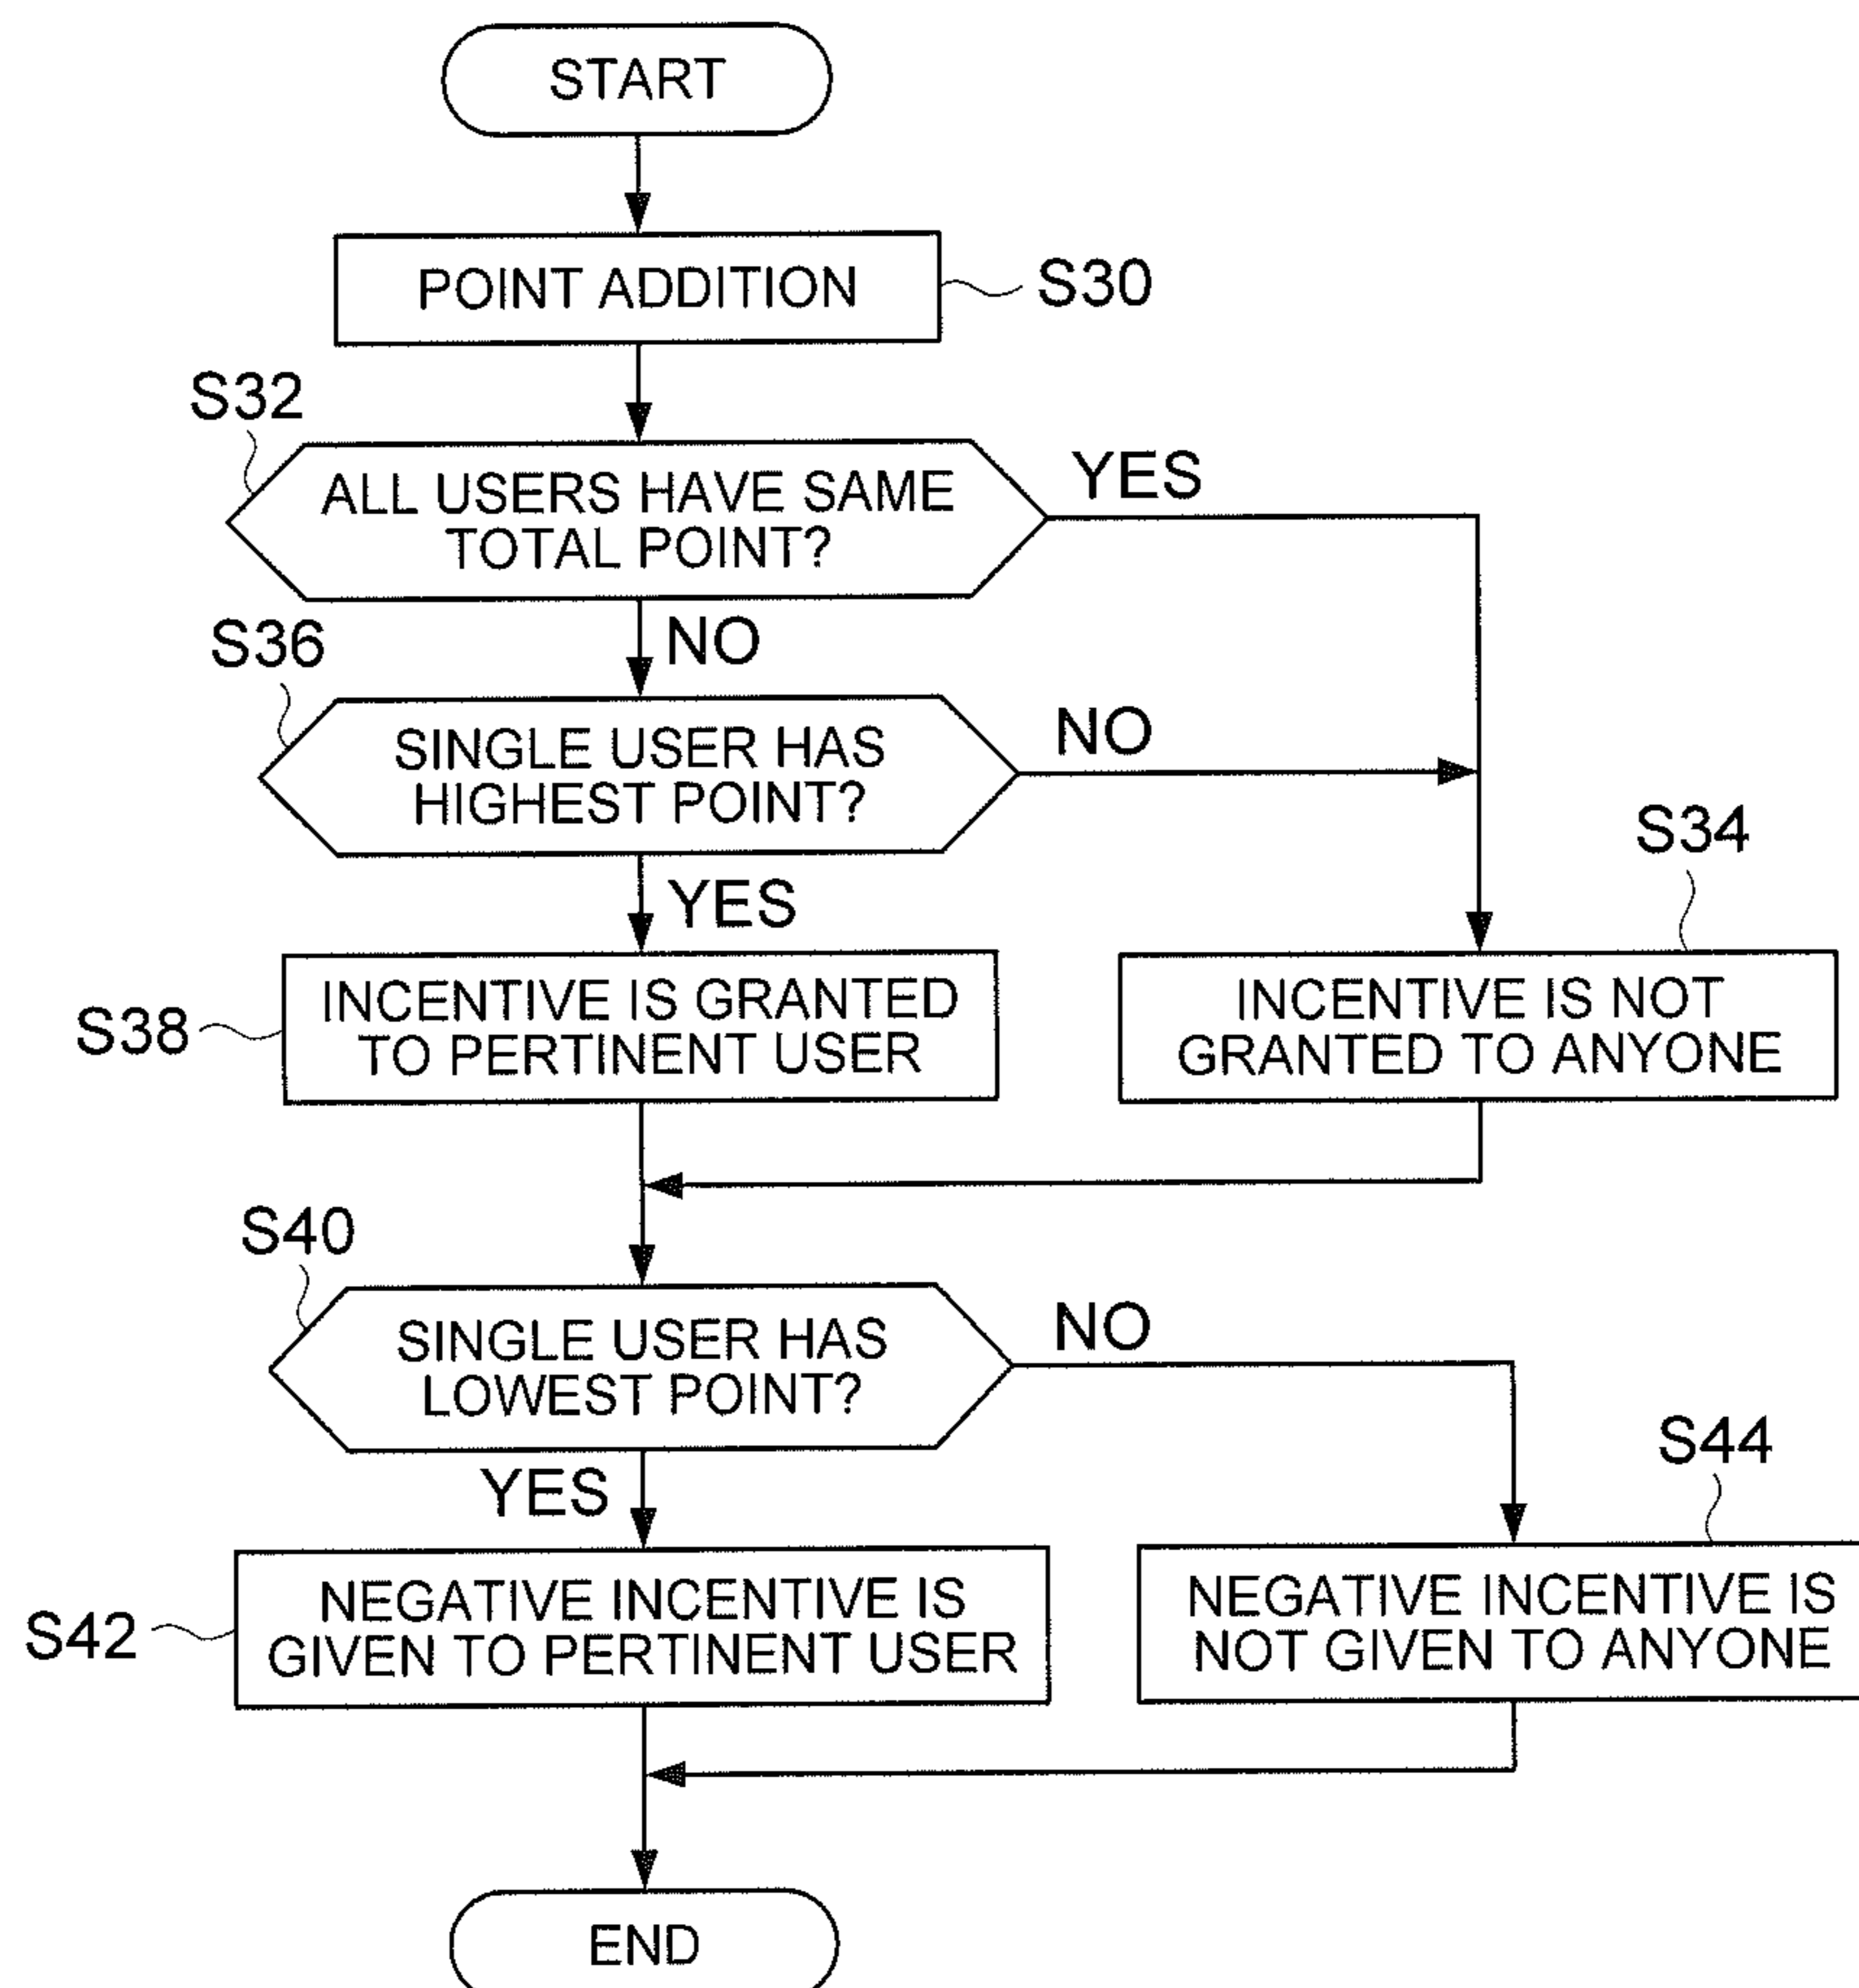 START
POINT ADDITION
S30
S32
ALL USERS HAVE SAME
TOTAL POINT?
YES
NO
S36
SINGLE USER HAS
HIGHEST POINT?
NO
YES
S34
S38
INCENTIVE IS GRANTED
TO PERTINENT USER
INCENTIVE IS NOT
GRANTED TO ANYONE
S40
SINGLE USER HAS
LOWEST POINT?
NO
YES
S44
S42
NEGATIVE INCENTIVE IS
GIVEN TO PERTINENT USER
NEGATIVE INCENTIVE IS
NOT GIVEN TO ANYONE
END